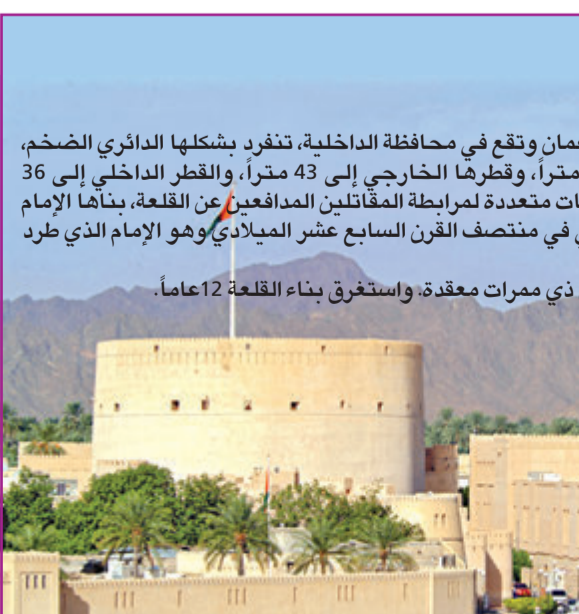 عمان وتقع في محافظة الداخلية، تنفرد بشكلها الدائري الضخم،
متراً، وقطرها الخارجي إلى 43 متراً، والقطر الداخلي إلى 36
متعددة لمرابطة المقاتلين المدافعين عن القلعة، بناها الإمام
في منتصف القرن السابع عشر الميلادي وهو الإمام الذي طرد
ذي ممرات معقدة. واستغرق بناء القلعة 12عاماً.